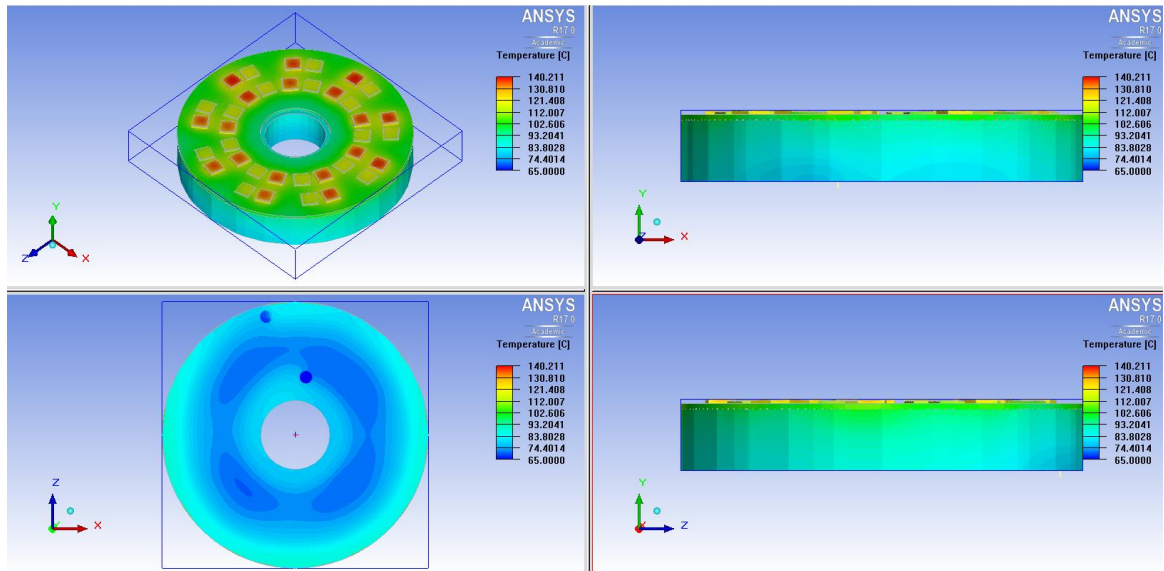 ANSYS
R17.0
Academic
Temperature [C]
140.211
130.810
121.408
112.007
102.606
93.2041
83.8028
74.4014
65.0000
Y
Z
X
ANSYS
R17.0
Academic
Temperature [C]
140.211
130.810
121.408
112.007
102.606
93.2041
83.8028
74.4014
65.0000
Y
Z
X
ANSYS
R17.0
Academic
Temperature [C]
140.211
130.810
121.408
112.007
102.606
93.2041
83.8028
74.4014
65.0000
Z
Y
X
ANSYS
R17.0
Academic
Temperature [C]
140.211
130.810
121.408
112.007
102.606
93.2041
83.8028
74.4014
65.0000
Y
X
Z